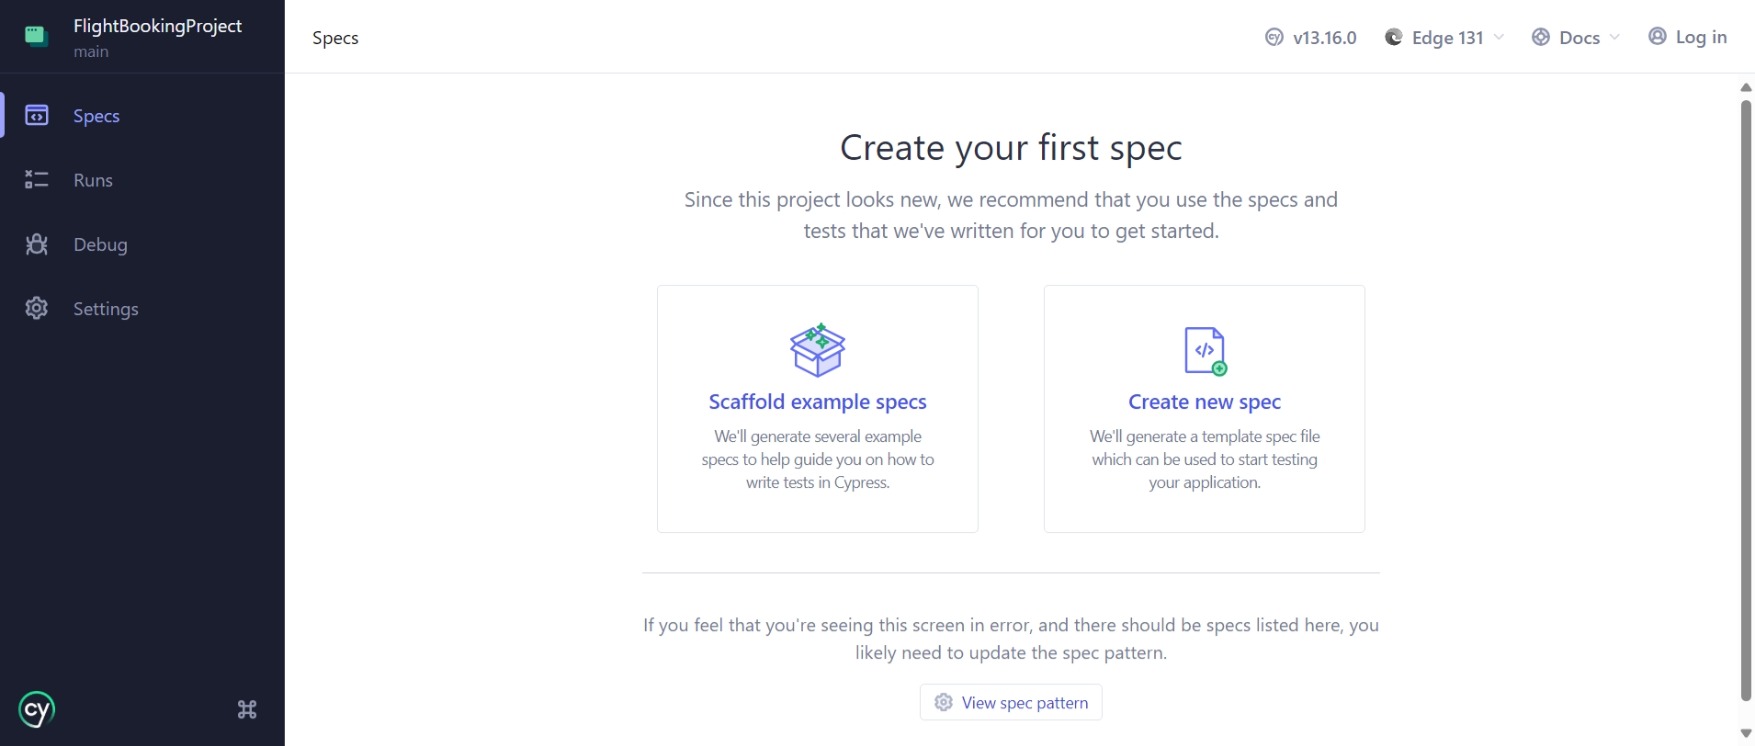 FlightBookingProject
main
Specs
Runs
Debug
Settings
cy
Specs
v13.16.0
Edge 131
Docs
Log in
Create your first spec
Since this project looks new, we recommend that you use the specs and
tests that we've written for you to get started.
Scaffold example specs
We'll generate several example
specs to help guide you on how to
write tests in Cypress.
Create new spec
We'll generate a template spec file
which can be used to start testing
your application.
If you feel that you're seeing this screen in error, and there should be specs listed here, you
likely need to update the spec pattern.
View spec pattern